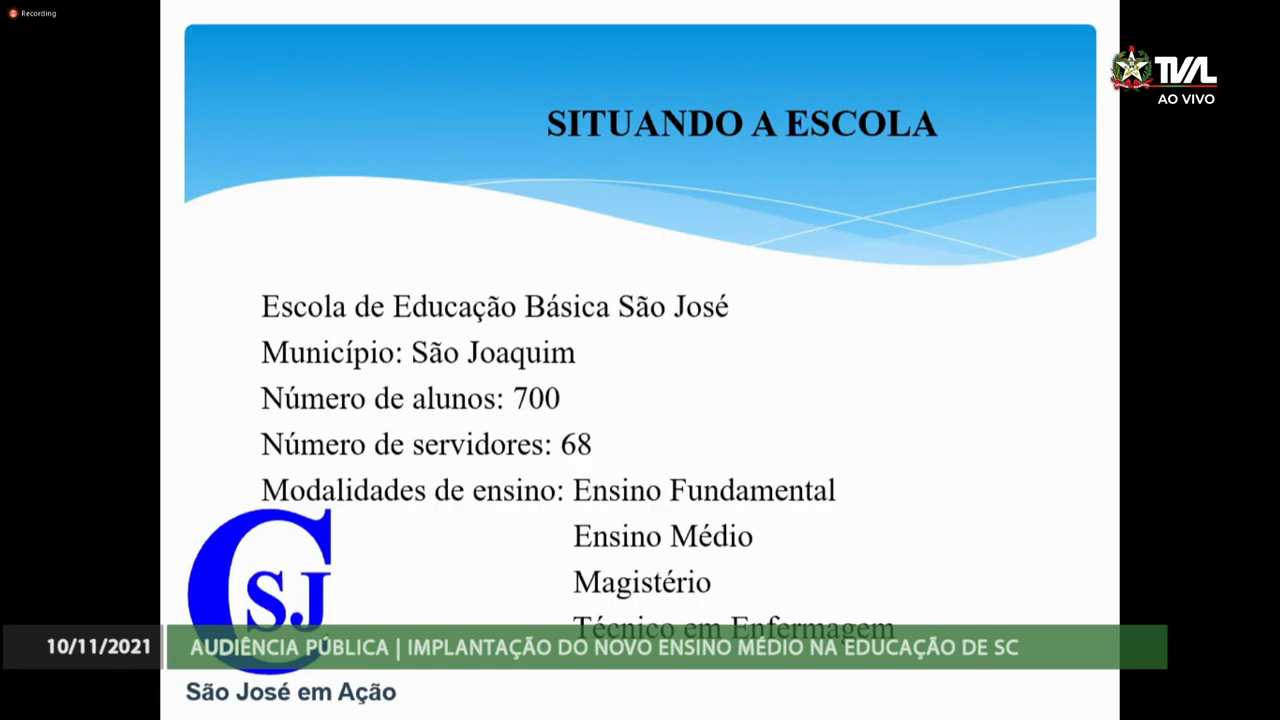 Recording
TVAL
AO VIVO
SITUANDO A ESCOLA
Escola de Educação Básica São José
Município: São Joaquim
Número de alunos: 700
Número de servidores: 68
Modalidades de ensino: Ensino Fundamental
Ensino Médio
Magistério
Técnico em Enfermagem
CSJ
10/11/2021
AUDIÊNCIA PÚBLICA | IMPLANTAÇÃO DO NOVO ENSINO MÉDIO NA EDUCAÇÃO DE SC
São José em Ação